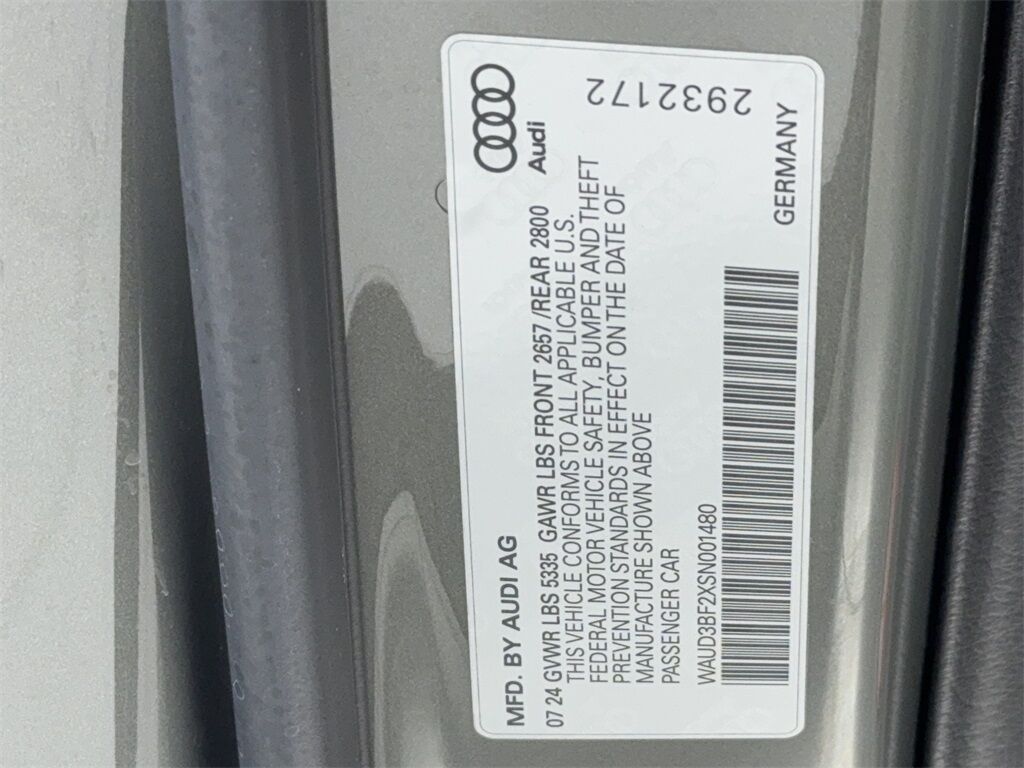 MFD. BY AUDI AG
07 24 GVWR LBS 5335 GAWR LBS FRONT 2657 /REAR 2800
THIS VEHICLE CONFORMS TO ALL APPLICABLE U.S.
FEDERAL MOTOR VEHICLE SAFETY, BUMPER AND THEFT
PREVENTION STANDARDS IN EFFECT ON THE DATE OF
MANUFACTURE SHOWN ABOVE
PASSENGER CAR
WAUD3BF2XSN001480
Audi
2932172
GERMANY